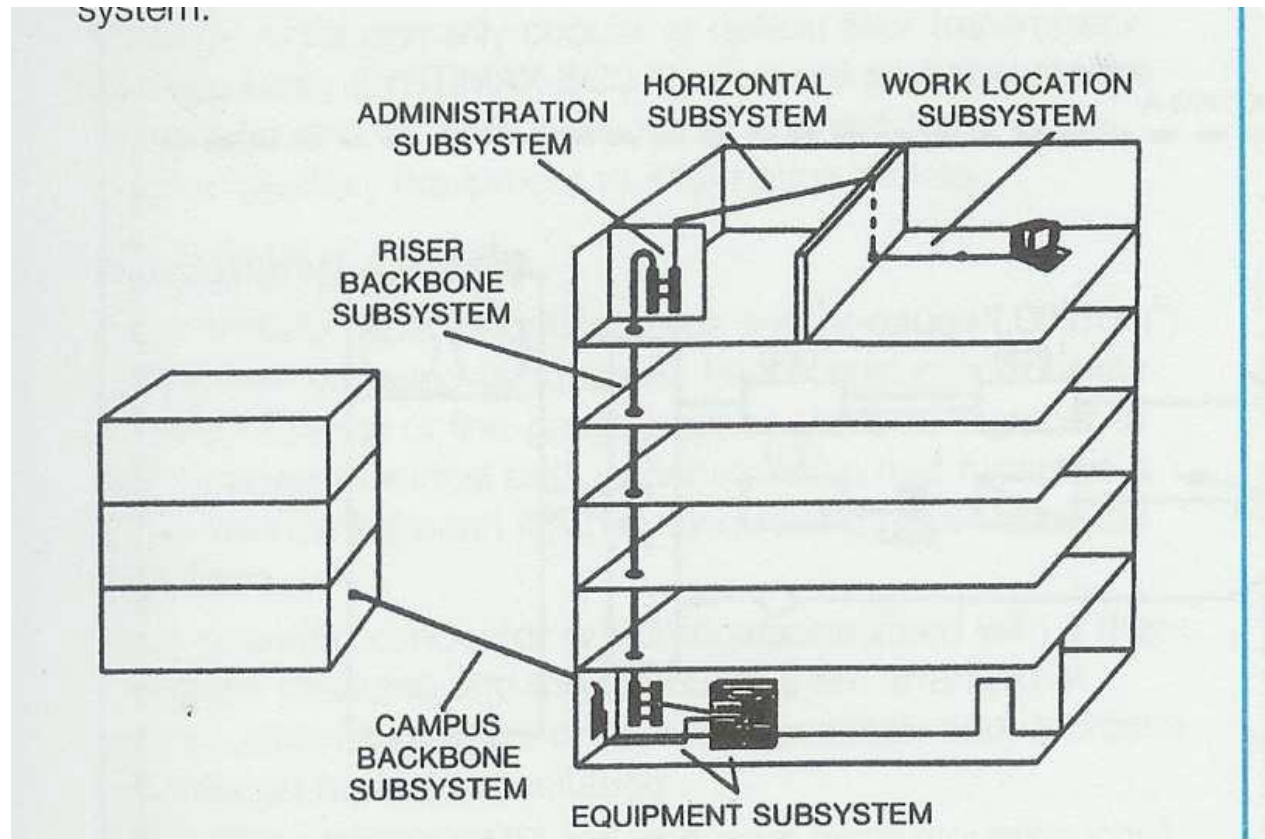 system.
HORIZONTAL
SUBSYSTEM
WORK LOCATION
SUBSYSTEM
ADMINISTRATION
SUBSYSTEM
RISER
BACKBONE
SUBSYSTEM
CAMPUS
BACKBONE
SUBSYSTEM
EQUIPMENT SUBSYSTEM